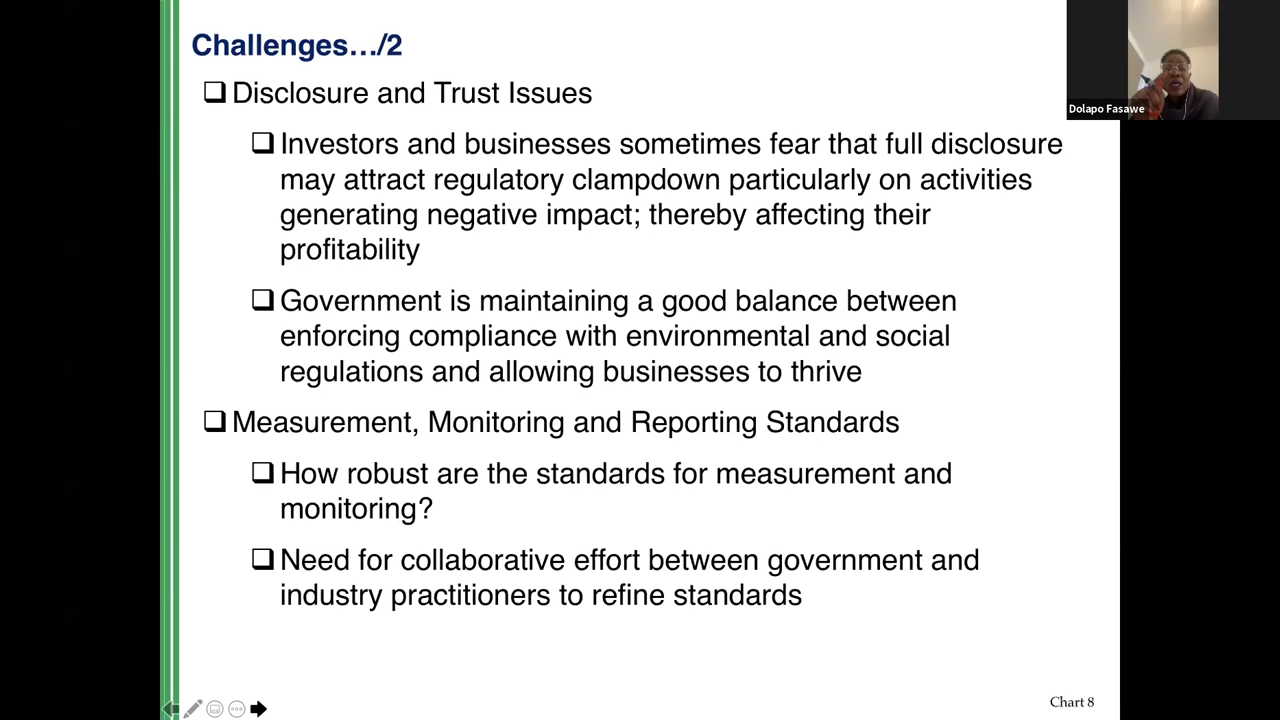 Challenges…/2
Disclosure and Trust Issues
Investors and businesses sometimes fear that full disclosure
may attract regulatory clampdown particularly on activities
generating negative impact; thereby affecting their
profitability
Government is maintaining a good balance between
enforcing compliance with environmental and social
regulations and allowing businesses to thrive
Measurement, Monitoring and Reporting Standards
How robust are the standards for measurement and
monitoring?
Need for collaborative effort between government and
industry practitioners to refine standards
Chart 8
Dolapo Fasawe